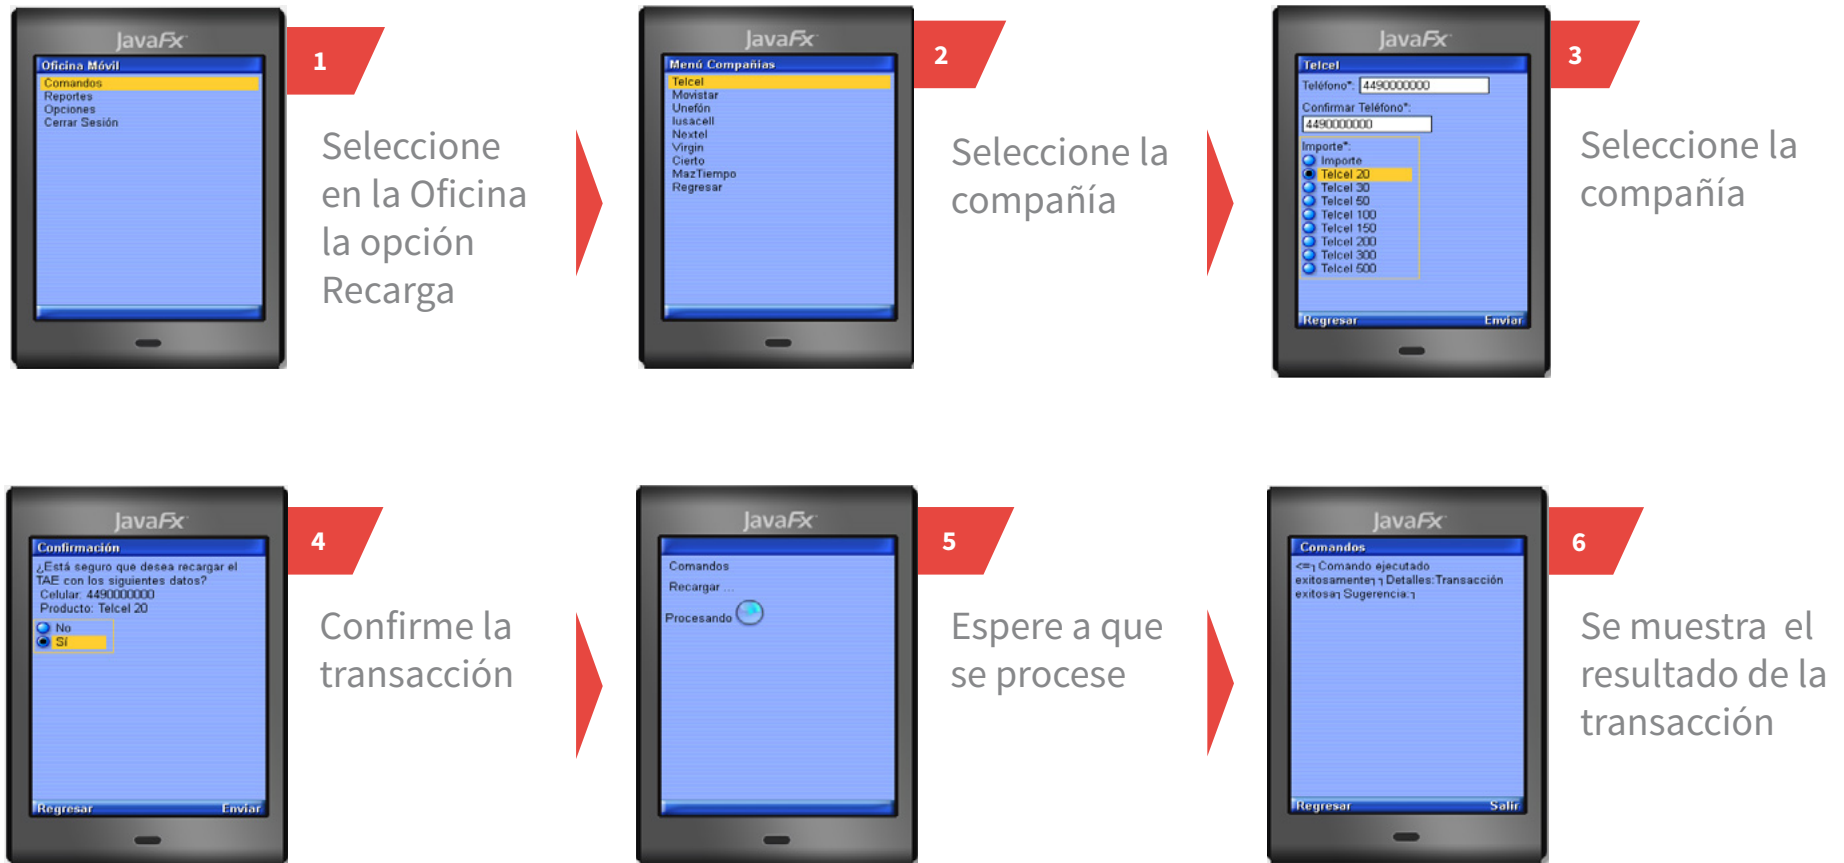 JavaFx
Oficina Móvil
Comandos
Reportes
Opciones
Cerrar Sesión
1
Seleccione
en la Oficina
la opción
Recarga
JavaFx
Menú Compañias
Telcel
Movistar
Unefón
Iusacell
Nextel
Virgin
Cierto
MazTiempo
Regresar
2
Seleccione la
compañía
JavaFx
Telcel
Teléfono*: 4490000000
Confirmar Teléfono*:
4490000000
Importe*:
Importe
Telcel 20
Telcel 30
Telcel 50
Telcel 100
Telcel 150
Telcel 200
Telcel 300
Telcel 500
Regresar Enviar
3
Seleccione la
compañía
JavaFx
Confirmación
¿Está seguro que desea recargar el
TAE con los siguientes datos?
Celular: 4490000000
Producto: Telcel 20
No
Sí
Regresar Enviar
4
Confirme la
transacción
JavaFx
Comandos
Recargar ...
Procesando
5
Espere a que
se procese
JavaFx
Comandos
<=┐ Comando ejecutado
exitosamente┐ ┐ Detalles:Transacción
exitosa┐ Sugerencia:┐
Regresar Salir
6
Se muestra el
resultado de la
transacción